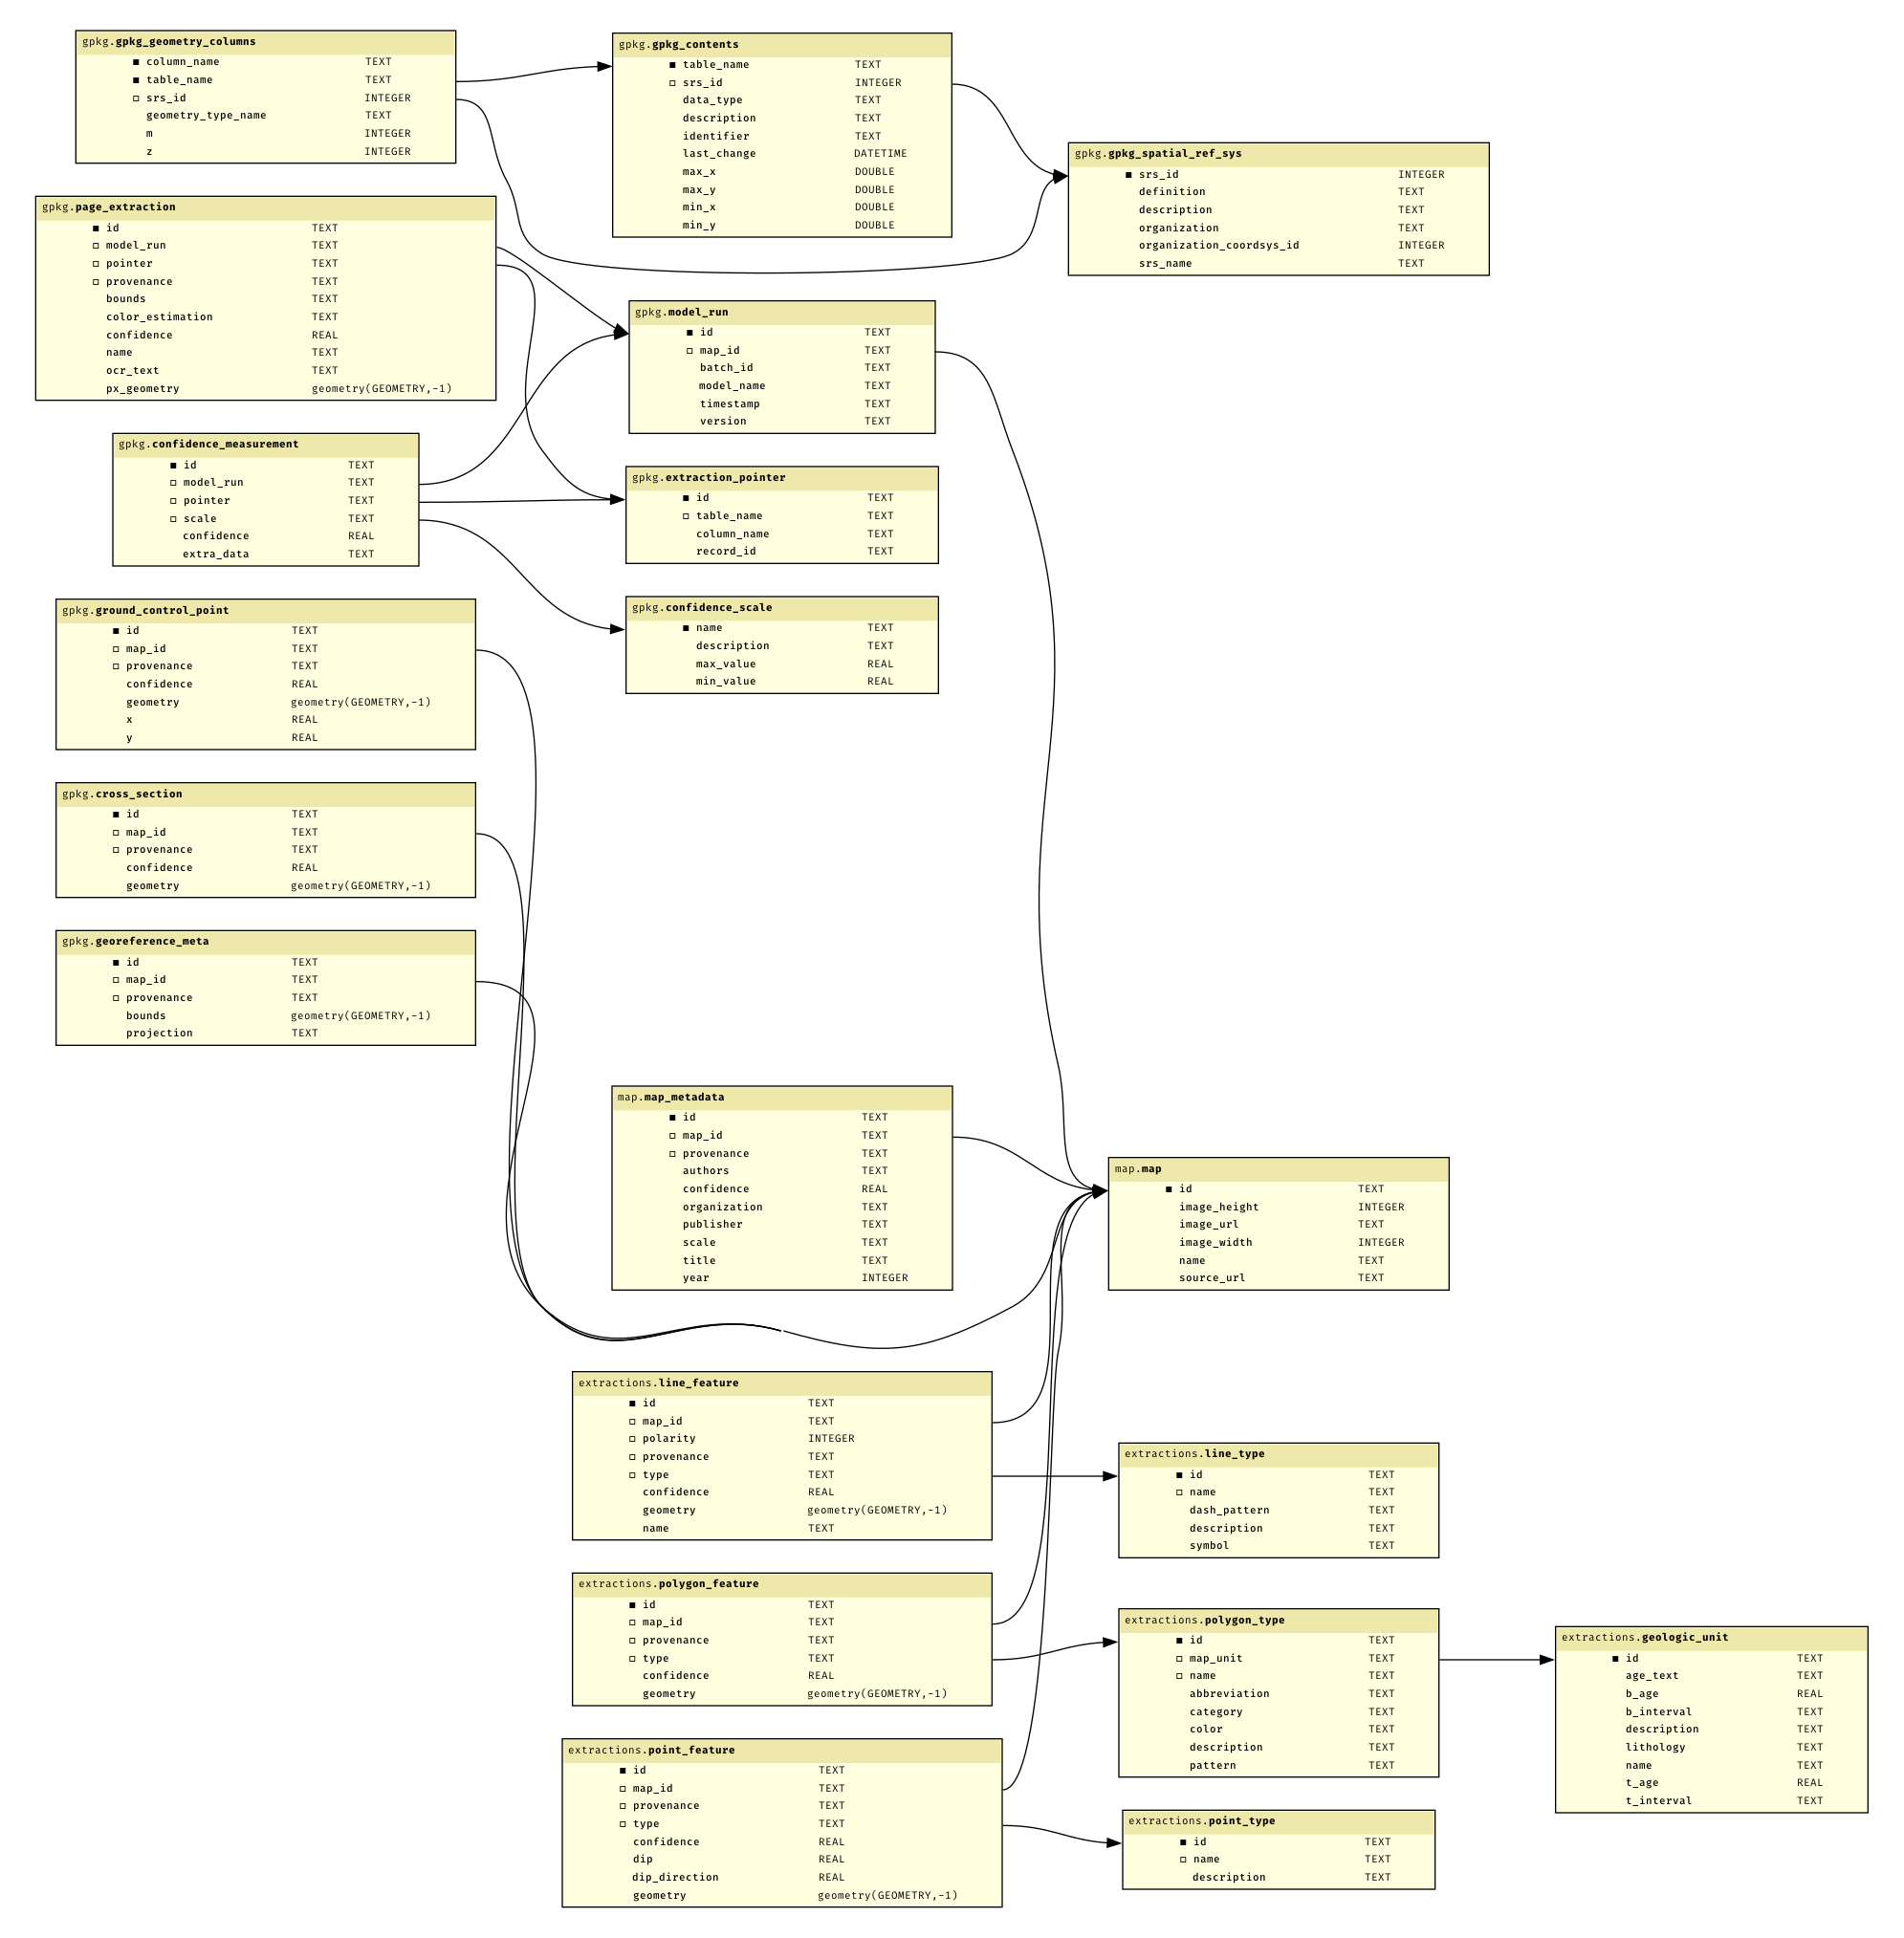 gpkg.gpkg_geometry_columns
■ column_name TEXT
■ table_name TEXT
□ srs_id INTEGER
geometry_type_name TEXT
m INTEGER
z INTEGER
gpkg.gpkg_contents
■ table_name TEXT
□ srs_id INTEGER
data_type TEXT
description TEXT
identifier TEXT
last_change DATETIME
max_x DOUBLE
max_y DOUBLE
min_x DOUBLE
min_y DOUBLE
gpkg.gpkg_spatial_ref_sys
■ srs_id INTEGER
definition TEXT
description TEXT
organization TEXT
organization_coordsys_id INTEGER
srs_name TEXT
gpkg.page_extraction
■ id TEXT
□ model_run TEXT
□ pointer TEXT
□ provenance TEXT
bounds TEXT
color_estimation TEXT
confidence REAL
name TEXT
ocr_text TEXT
px_geometry geometry(GEOMETRY,-1)
gpkg.model_run
■ id TEXT
□ map_id TEXT
batch_id TEXT
model_name TEXT
timestamp TEXT
version TEXT
gpkg.confidence_measurement
■ id TEXT
□ model_run TEXT
□ pointer TEXT
□ scale TEXT
confidence REAL
extra_data TEXT
gpkg.extraction_pointer
■ id TEXT
□ table_name TEXT
column_name TEXT
record_id TEXT
gpkg.confidence_scale
■ name TEXT
description TEXT
max_value REAL
min_value REAL
gpkg.ground_control_point
■ id TEXT
□ map_id TEXT
□ provenance TEXT
confidence REAL
geometry geometry(GEOMETRY,-1)
x REAL
y REAL
gpkg.cross_section
■ id TEXT
□ map_id TEXT
□ provenance TEXT
confidence REAL
geometry geometry(GEOMETRY,-1)
gpkg.georeference_meta
■ id TEXT
□ map_id TEXT
□ provenance TEXT
bounds geometry(GEOMETRY,-1)
projection TEXT
map.map_metadata
■ id TEXT
□ map_id TEXT
□ provenance TEXT
authors TEXT
confidence REAL
organization TEXT
publisher TEXT
scale TEXT
title TEXT
year INTEGER
map.map
■ id TEXT
image_height INTEGER
image_url TEXT
image_width INTEGER
name TEXT
source_url TEXT
extractions.line_feature
■ id TEXT
□ map_id TEXT
□ polarity INTEGER
□ provenance TEXT
□ type TEXT
confidence REAL
geometry geometry(GEOMETRY,-1)
name TEXT
extractions.line_type
■ id TEXT
□ name TEXT
dash_pattern TEXT
description TEXT
symbol TEXT
extractions.polygon_feature
■ id TEXT
□ map_id TEXT
□ provenance TEXT
□ type TEXT
confidence REAL
geometry geometry(GEOMETRY,-1)
extractions.polygon_type
■ id TEXT
□ map_unit TEXT
□ name TEXT
abbreviation TEXT
category TEXT
color TEXT
description TEXT
pattern TEXT
extractions.geologic_unit
■ id TEXT
age_text TEXT
b_age REAL
b_interval TEXT
description TEXT
lithology TEXT
name TEXT
t_age REAL
t_interval TEXT
extractions.point_feature
■ id TEXT
□ map_id TEXT
□ provenance TEXT
□ type TEXT
confidence REAL
dip REAL
dip_direction REAL
geometry geometry(GEOMETRY,-1)
extractions.point_type
■ id TEXT
□ name TEXT
description TEXT